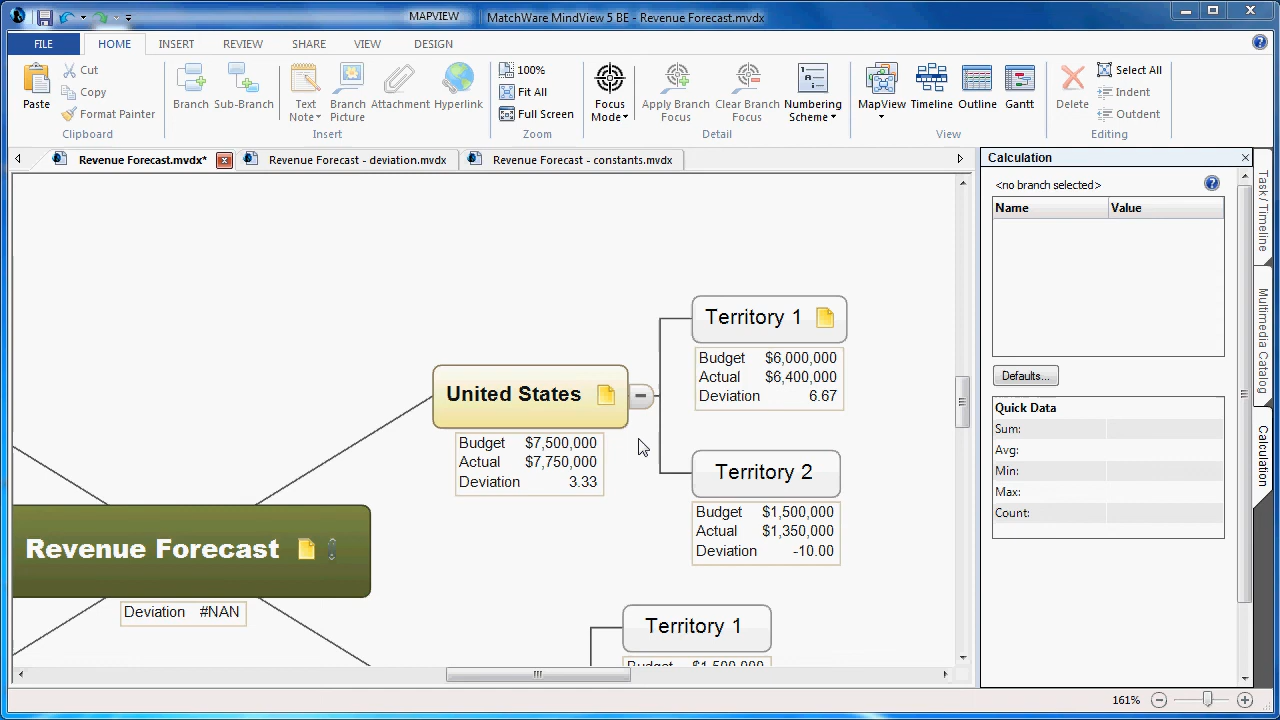 MAPVIEW
MatchWare MindView 5 BE - Revenue Forecast.mvdx
FILE HOME INSERT REVIEW SHARE VIEW DESIGN
Paste
Cut
Copy
Format Painter
Clipboard
Branch
Sub-Branch
Text Note
Branch Picture
Attachment
Hyperlink
Insert
100%
Fit All
Full Screen
Zoom
Focus Mode
Apply Branch Focus
Clear Branch Focus
Numbering Scheme
Detail
MapView
Timeline
Outline
Gantt
View
Delete
Select All
Indent
Outdent
Editing
Revenue Forecast.mvdx*
Revenue Forecast - deviation.mvdx
Revenue Forecast - constants.mvdx
Territory 1
Budget $6,000,000
Actual $6,400,000
Deviation 6.67
United States
Budget $7,500,000
Actual $7,750,000
Deviation 3.33
Territory 2
Budget $1,500,000
Actual $1,350,000
Deviation -10.00
Revenue Forecast
Deviation #NAN
Territory 1
Budget $1,500,000
Calculation
<no branch selected>
Name Value
Defaults...
Quick Data
Sum:
Avg:
Min:
Max:
Count:
Task / Timeline
Multimedia Catalog
Calculation
161%